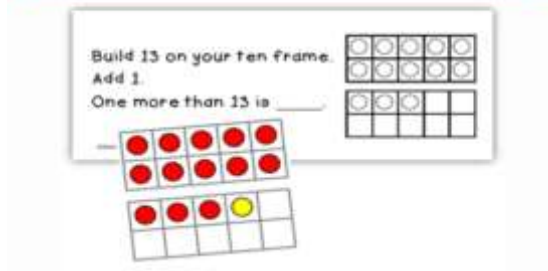 Build 13 on your ten frame.
Add 1.
One more than 13 is _____.